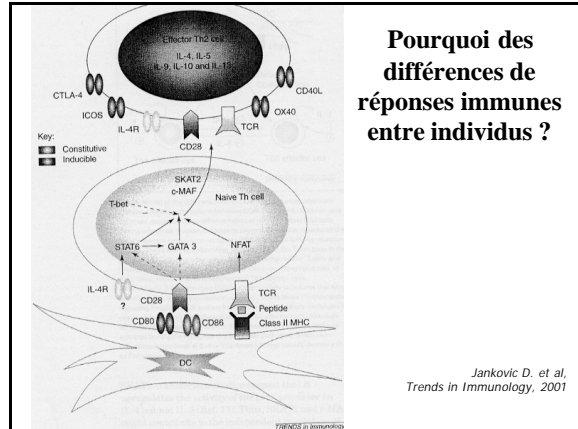 Effector Th2 cell
IL-4, IL-5
IL-9, IL-10 and IL-13
CTLA-4
CD40L
ICOS
OX40
IL-4R
TCR
CD28
Key:
Constitutive
Inducible
SKAT2
c-MAF
Naive Th cell
T-bet
STAT6
GATA 3
NFAT
IL-4R
?
CD28
TCR
Peptide
CD80
CD86
Class II MHC
DC
TRENDS in Immunology
Pourquoi des
différences de
réponses immunes
entre individus ?
Jankovic D. et al,
Trends in Immunology, 2001